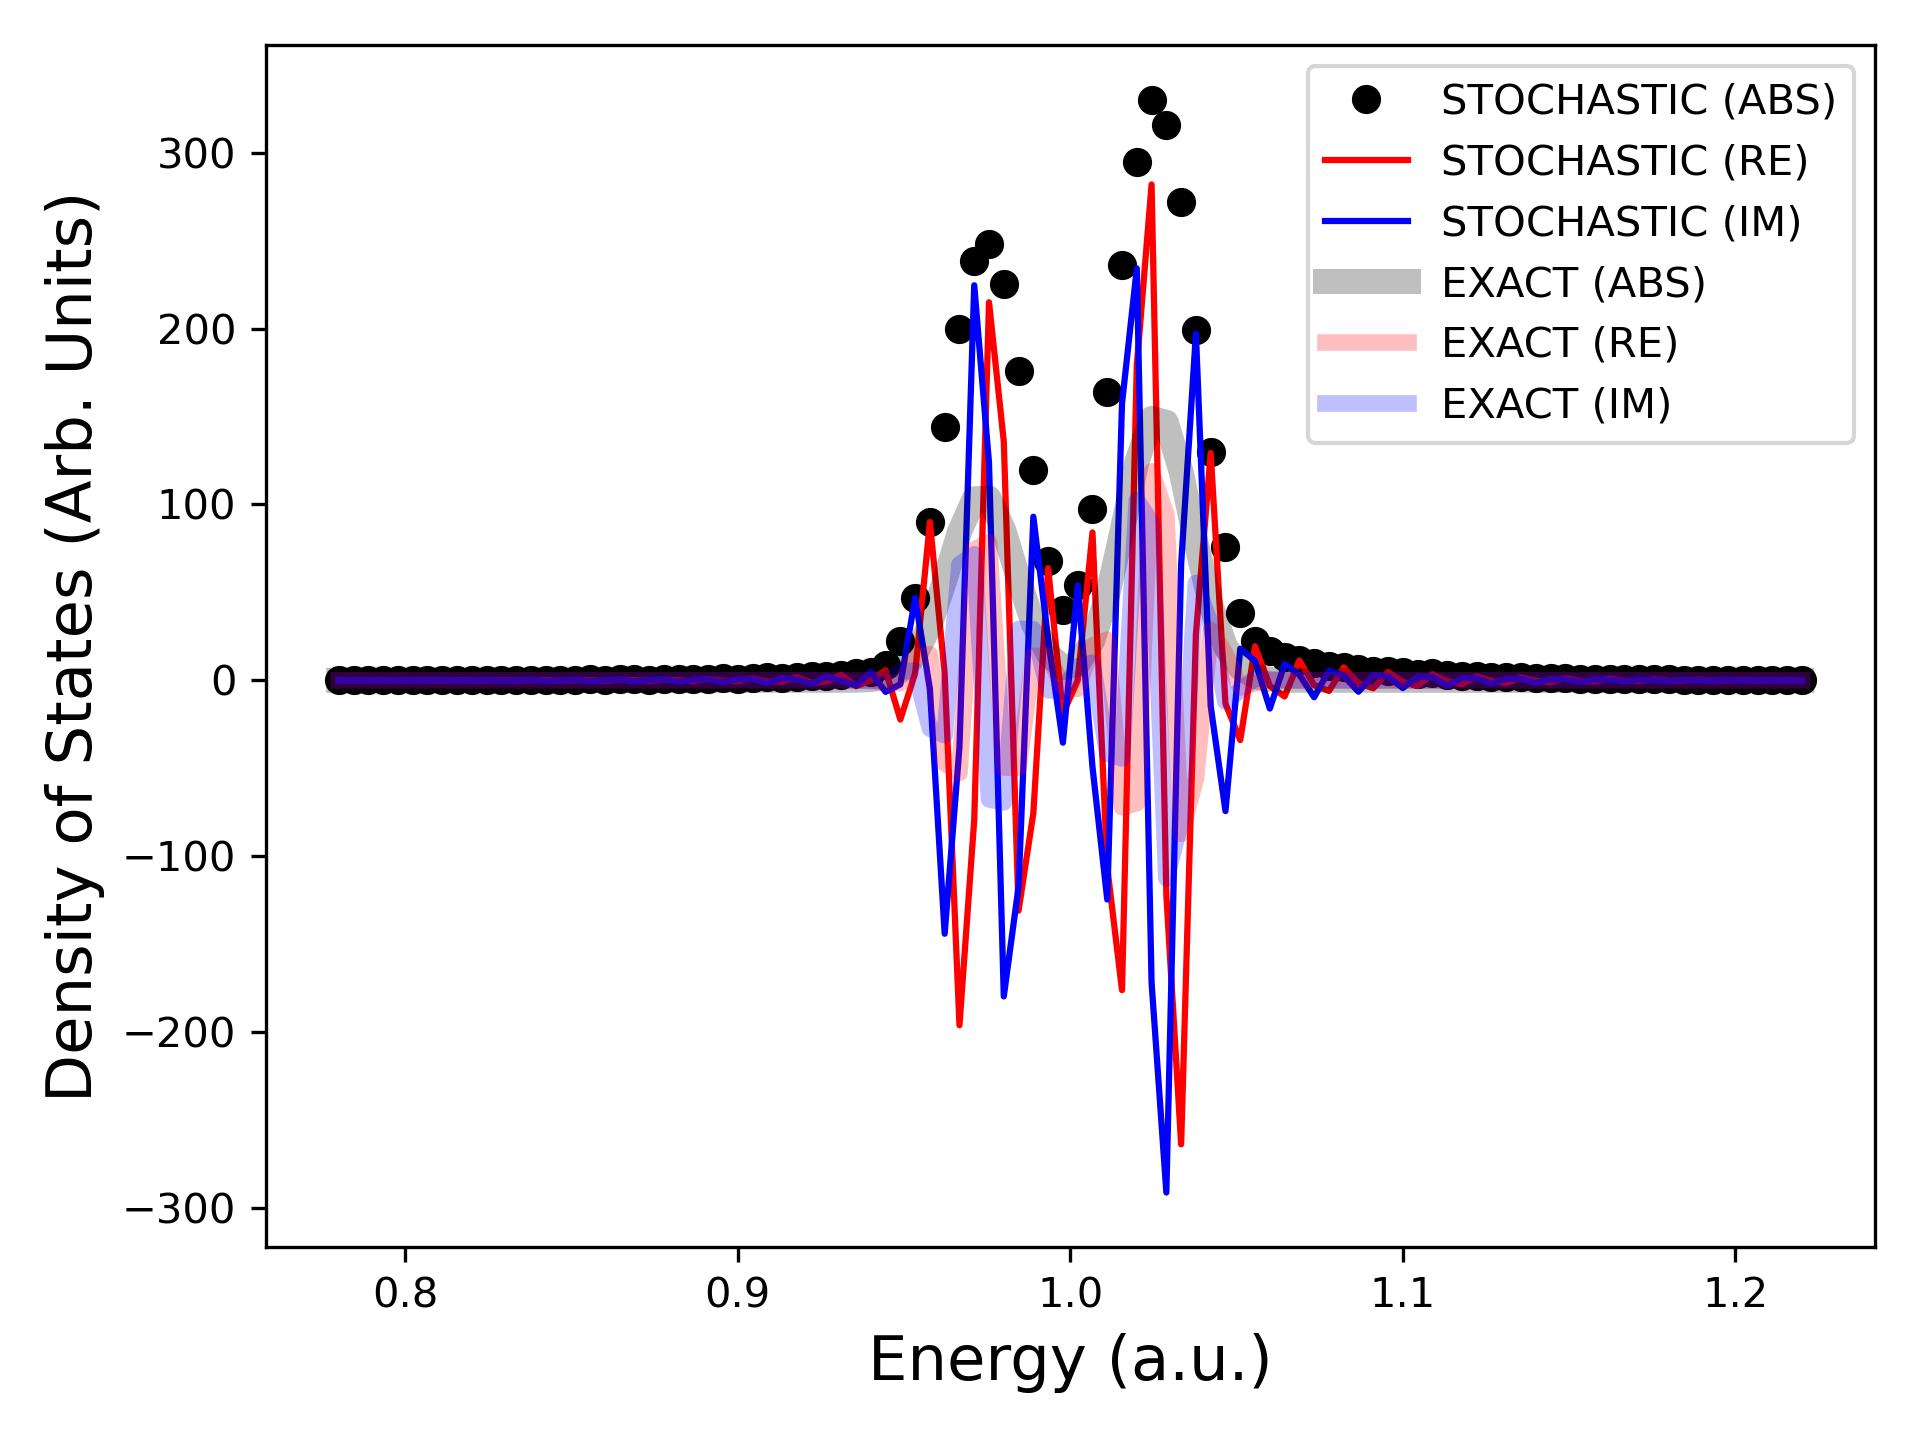 STOCHASTIC (ABS)
STOCHASTIC (RE)
STOCHASTIC (IM)
EXACT (ABS)
EXACT (RE)
EXACT (IM)
Density of States (Arb. Units)
300
200
100
0
−100
−200
−300
0.8 0.9 1.0 1.1 1.2
Energy (a.u.)